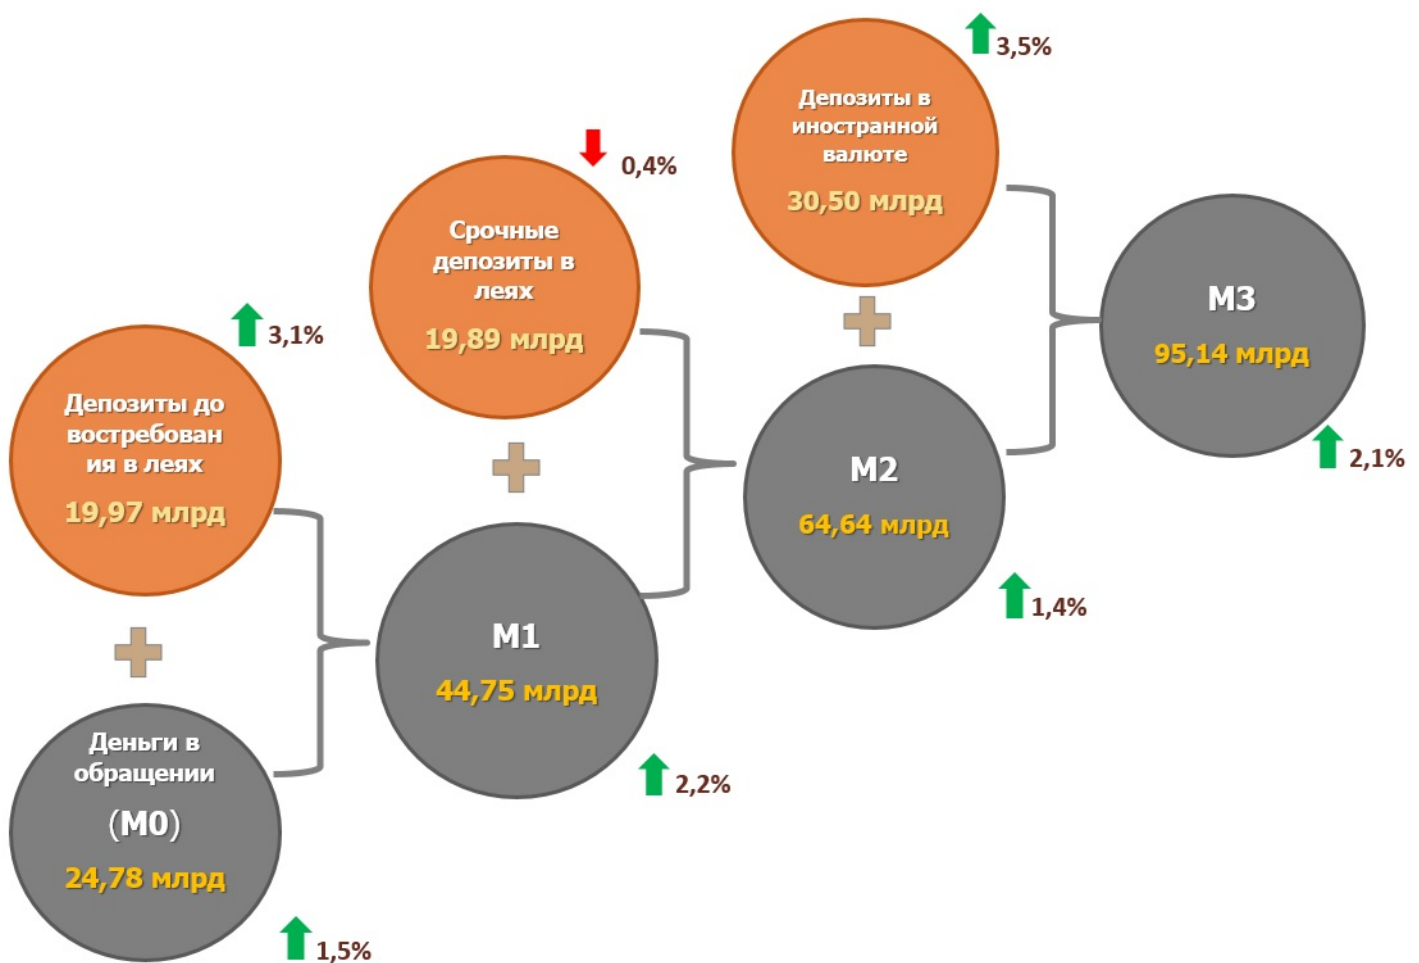 3,1%
Депозиты до
востребован
ия в леях
19,97 млрд
Деньги в
обращении
(M0)
24,78 млрд
1,5%
0,4%
Срочные
депозиты в
леях
19,89 млрд
M1
44,75 млрд
2,2%
3,5%
Депозиты в
иностранной
валюте
30,50 млрд
M2
64,64 млрд
1,4%
M3
95,14 млрд
2,1%